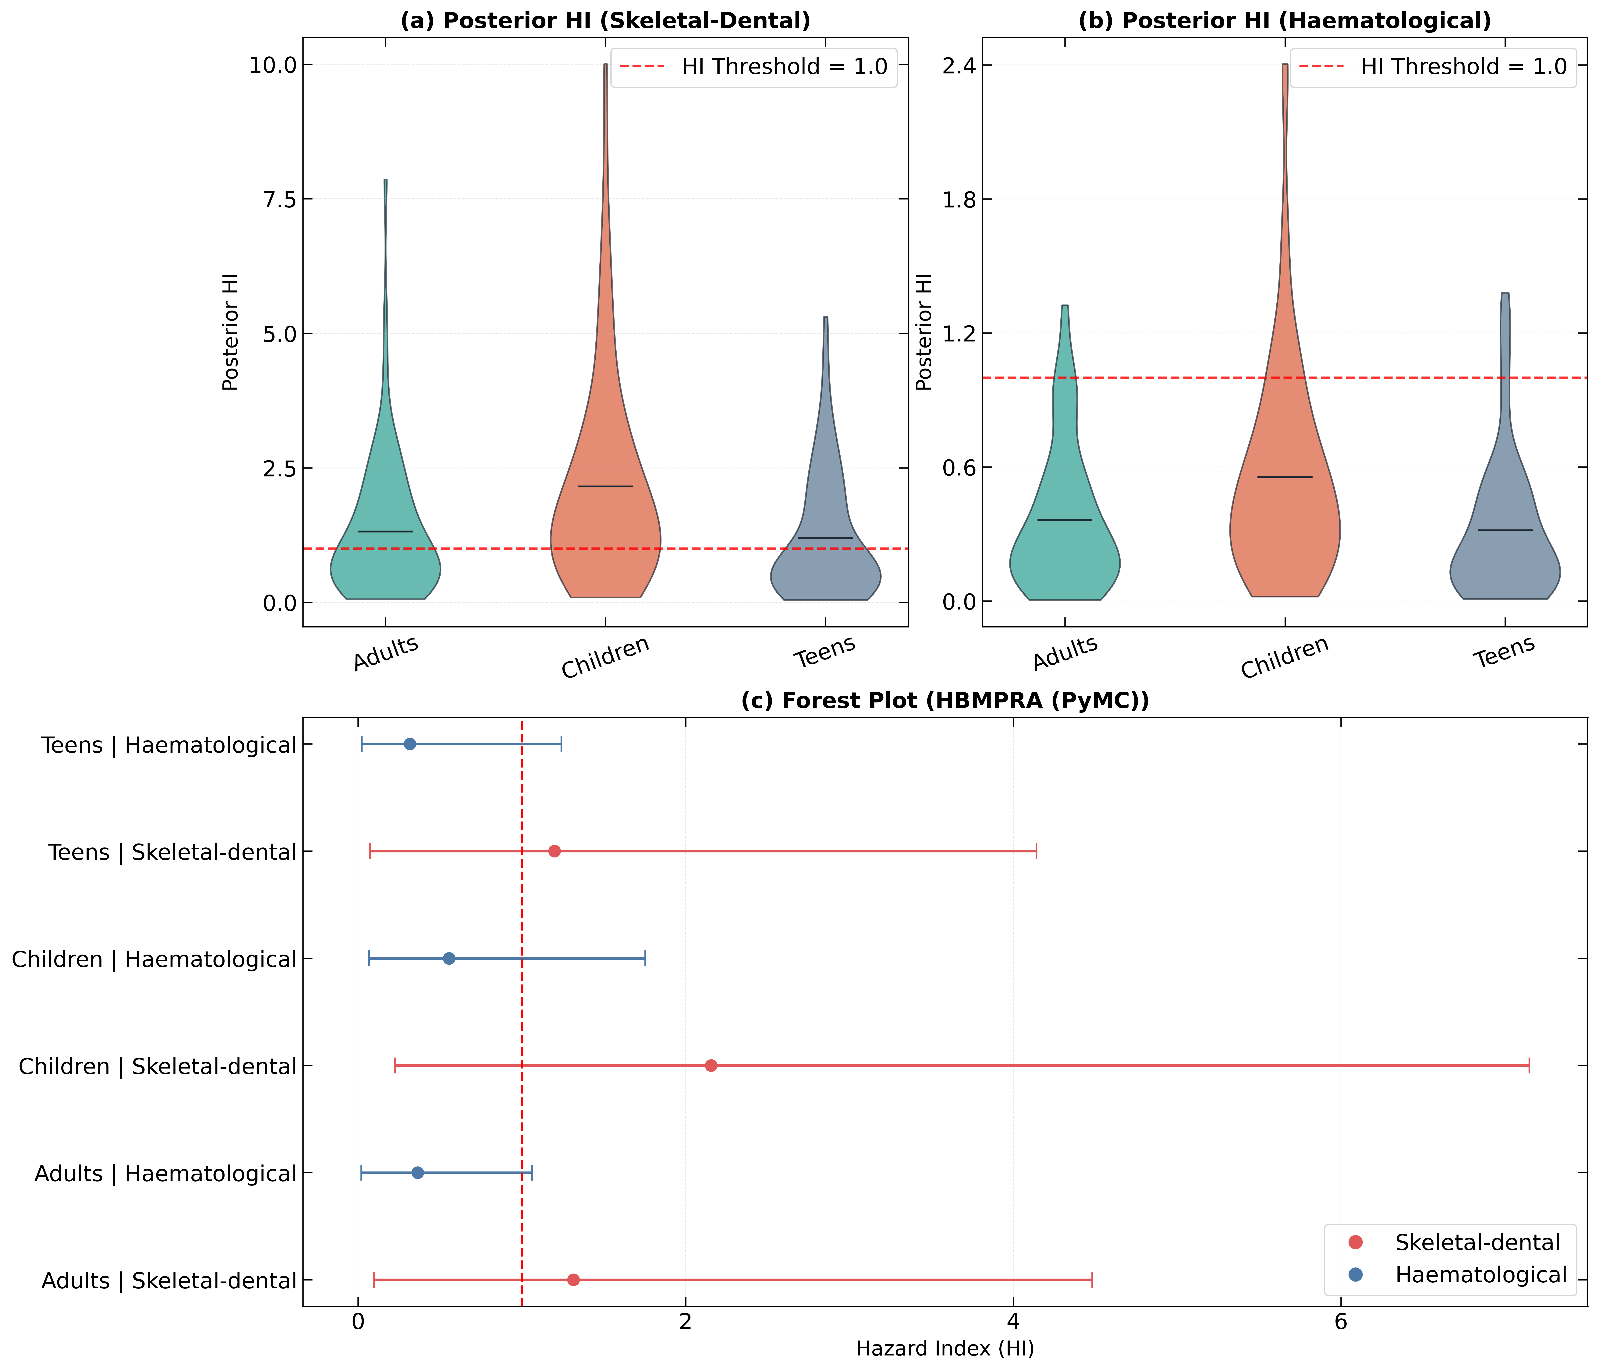 (a) Posterior HI (Skeletal-Dental)
HI Threshold = 1.0
Posterior HI
10.0
7.5
5.0
2.5
0.0
Adults
Children
Teens
(b) Posterior HI (Haematological)
HI Threshold = 1.0
Posterior HI
2.4
1.8
1.2
0.6
0.0
Adults
Children
Teens
(c) Forest Plot (HBMPRA (PyMC))
Teens | Haematological
Teens | Skeletal-dental
Children | Haematological
Children | Skeletal-dental
Adults | Haematological
Adults | Skeletal-dental
Skeletal-dental
Haematological
0 2 4 6
Hazard Index (HI)